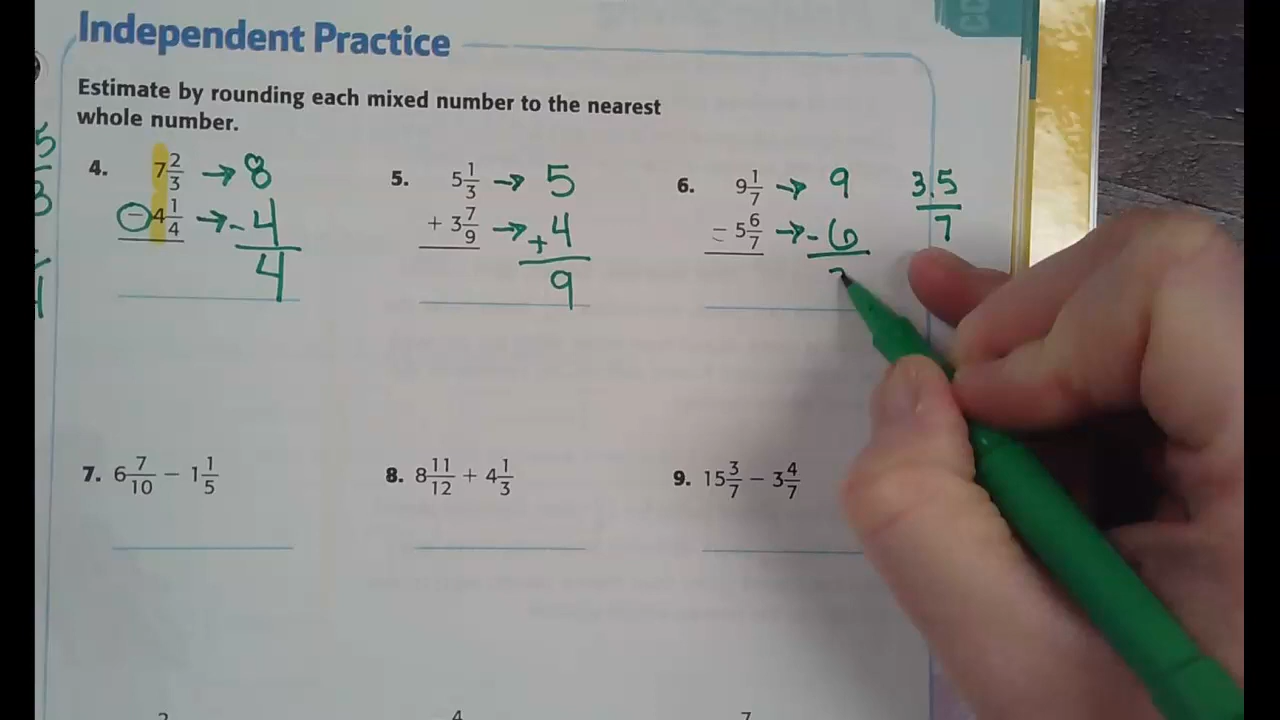 Independent Practice
Estimate by rounding each mixed number to the nearest
whole number.
4. 7 2/3 → 8
- 4 1/4 → - 4
4
5. 5 1/3 → 5
+ 3 7/9 → + 4
9
6. 9 1/7 → 9
- 5 6/7 → - 6
3.5
7
7. 6 7/10 − 1 1/5
8. 8 11/12 + 4 1/3
9. 15 3/7 − 3 4/7